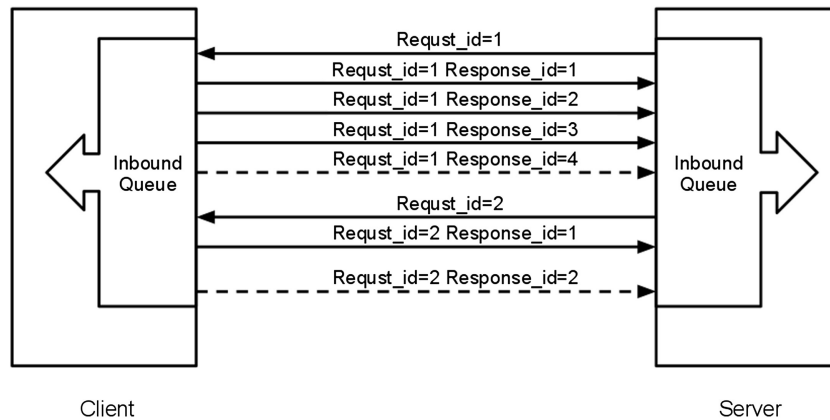 Requst_id=1
Requst_id=1 Response_id=1
Requst_id=1 Response_id=2
Requst_id=1 Response_id=3
Requst_id=1 Response_id=4
Inbound
Queue
Inbound
Queue
Requst_id=2
Requst_id=2 Response_id=1
Requst_id=2 Response_id=2
Client
Server